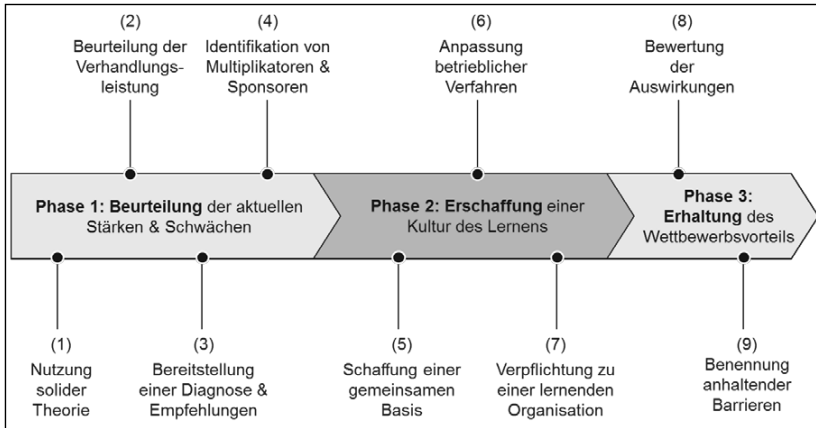 (2)
Beurteilung der
Verhandlungs-
leistung
(4)
Identifikation von
Multiplikatoren &
Sponsoren
(6)
Anpassung
betrieblicher
Verfahren
(8)
Bewertung
der
Auswirkungen
Phase 1: Beurteilung der aktuellen
Stärken & Schwächen
Phase 2: Erschaffung einer
Kultur des Lernens
Phase 3:
Erhaltung des
Wettbewerbsvorteils
(1)
Nutzung
solider
Theorie
(3)
Bereitstellung
einer Diagnose &
Empfehlungen
(5)
Schaffung einer
gemeinsamen
Basis
(7)
Verpflichtung zu
einer lernenden
Organisation
(9)
Benennung
anhaltender
Barrieren